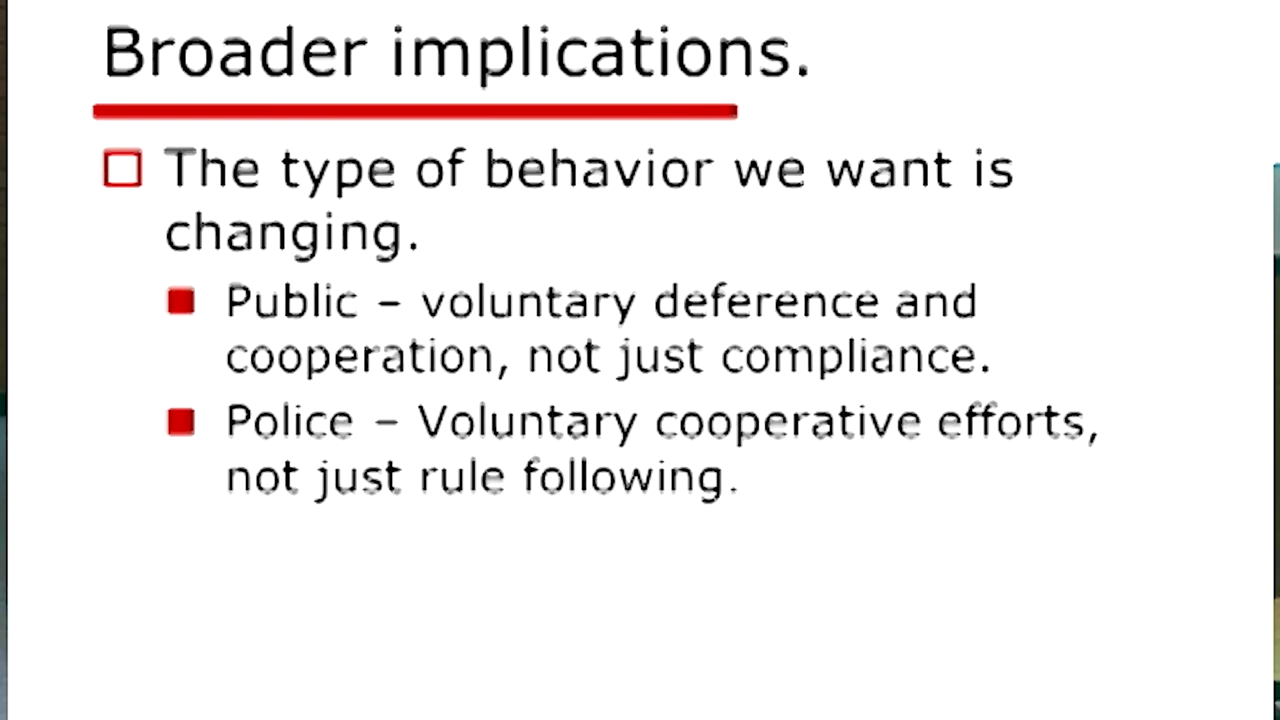 Broader implications.
The type of behavior we want is
changing.
Public – voluntary deference and
cooperation, not just compliance.
Police – Voluntary cooperative efforts,
not just rule following.